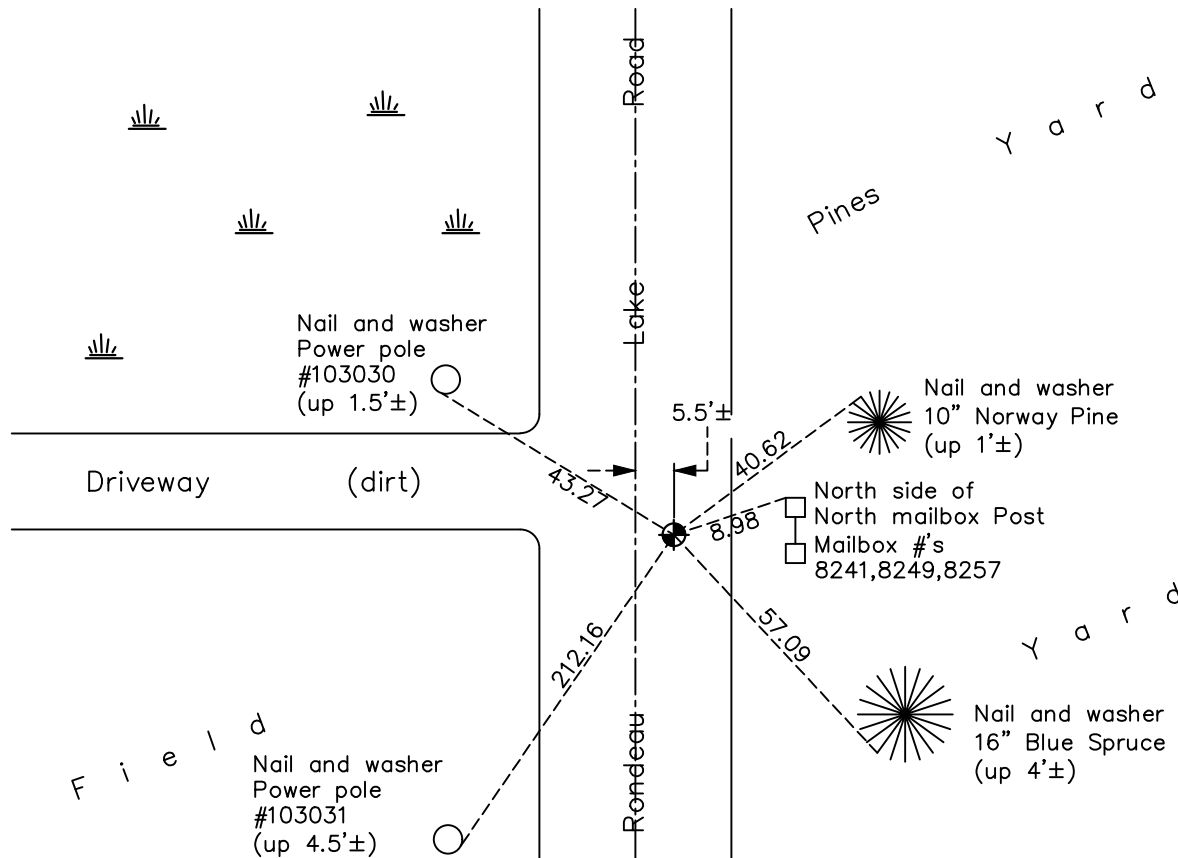 Rondeau Lake Road
Y a r d
Pines
Nail and washer
Power pole
#103030
(up 1.5'±)
5.5'±
Nail and washer
10" Norway Pine
(up 1'±)
40.62
43.27
Driveway (dirt)
8.98
North side of
North mailbox Post
Mailbox #'s
8241,8249,8257
212.16
57.09
Y a r d
Nail and washer
16" Blue Spruce
(up 4'±)
F i e l d
Nail and washer
Power pole
#103031
(up 4.5'±)